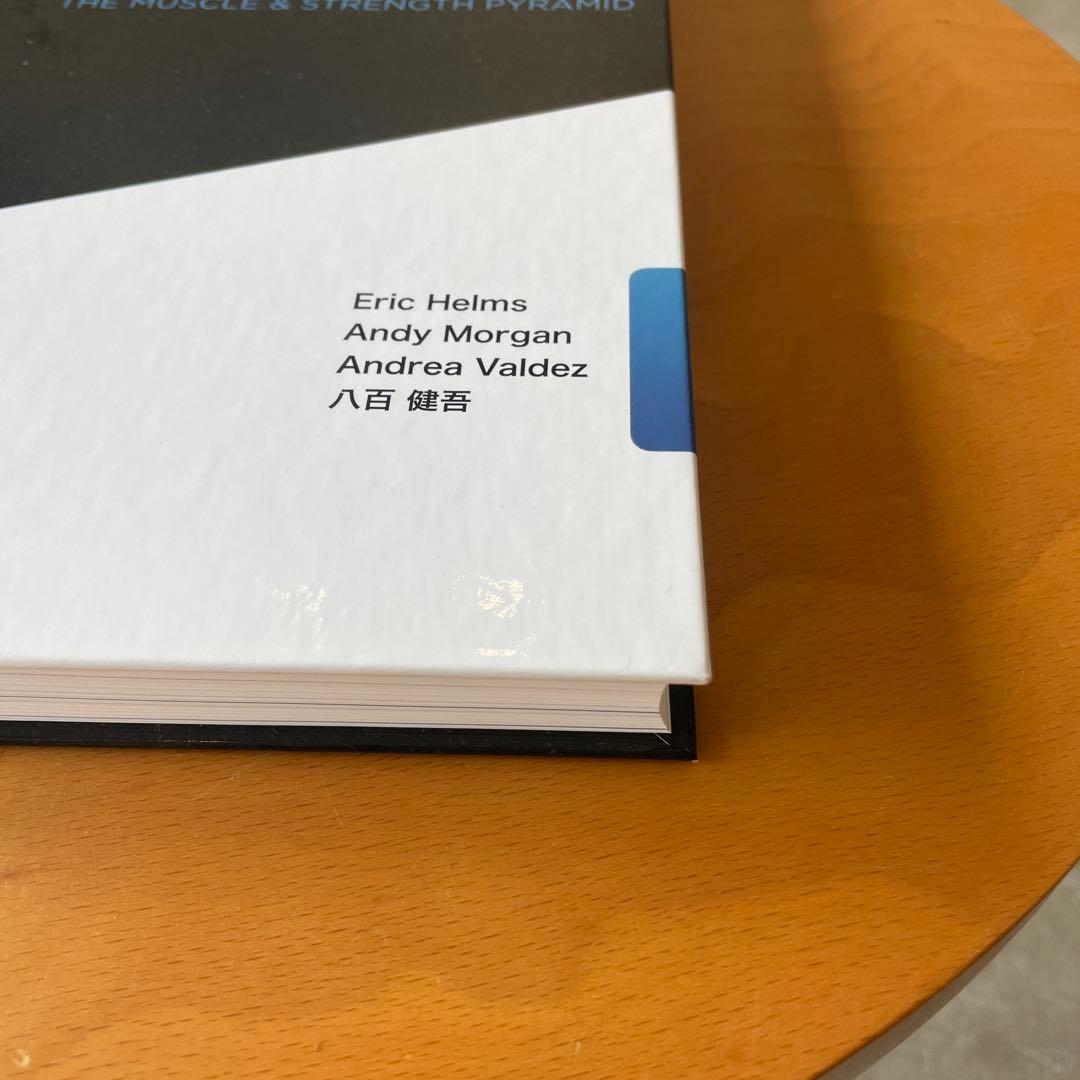 THE MUSCLE & STRENGTH PYRAMID
Eric Helms
Andy Morgan
Andrea Valdez
八百 健吾